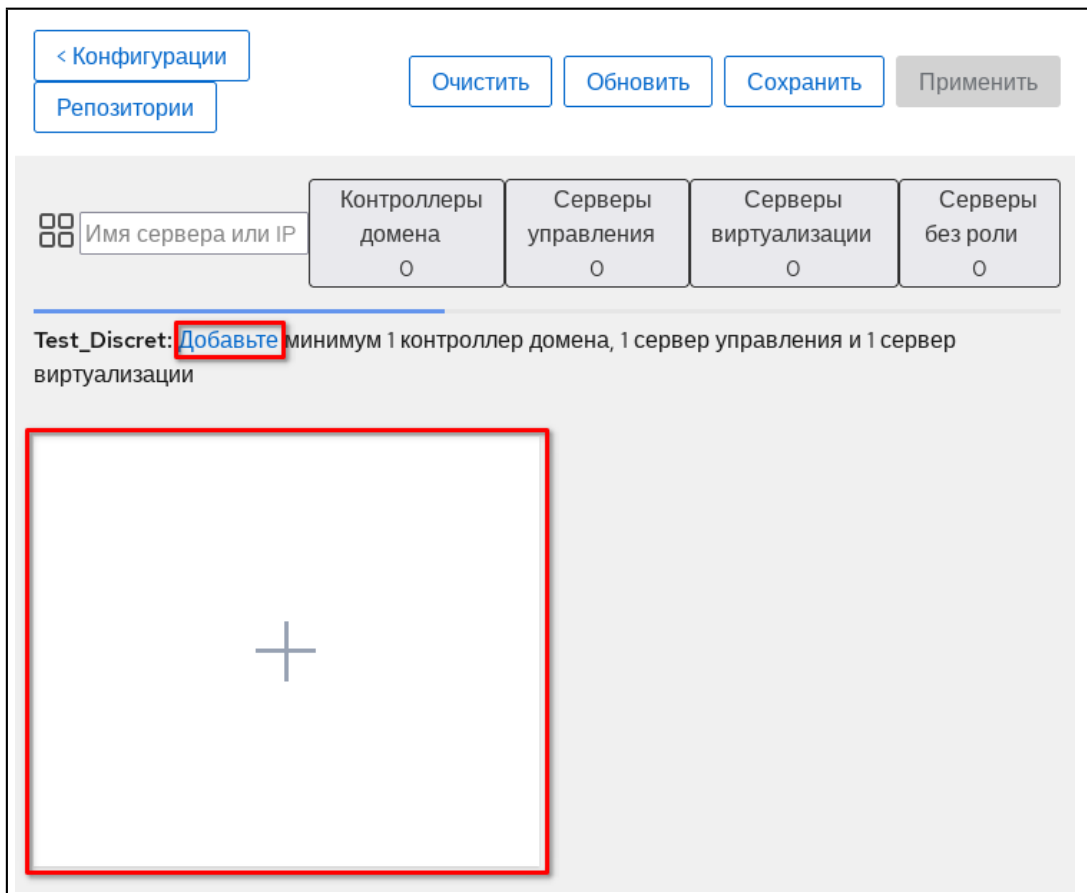 < Конфигурации
Репозитории
Очистить
Обновить
Сохранить
Применить
Имя сервера или IP
Контроллеры
домена
0
Серверы
управления
0
Серверы
виртуализации
0
Серверы
без роли
0
Test_Discret: Добавьте минимум 1 контроллер домена, 1 сервер управления и 1 сервер
виртуализации